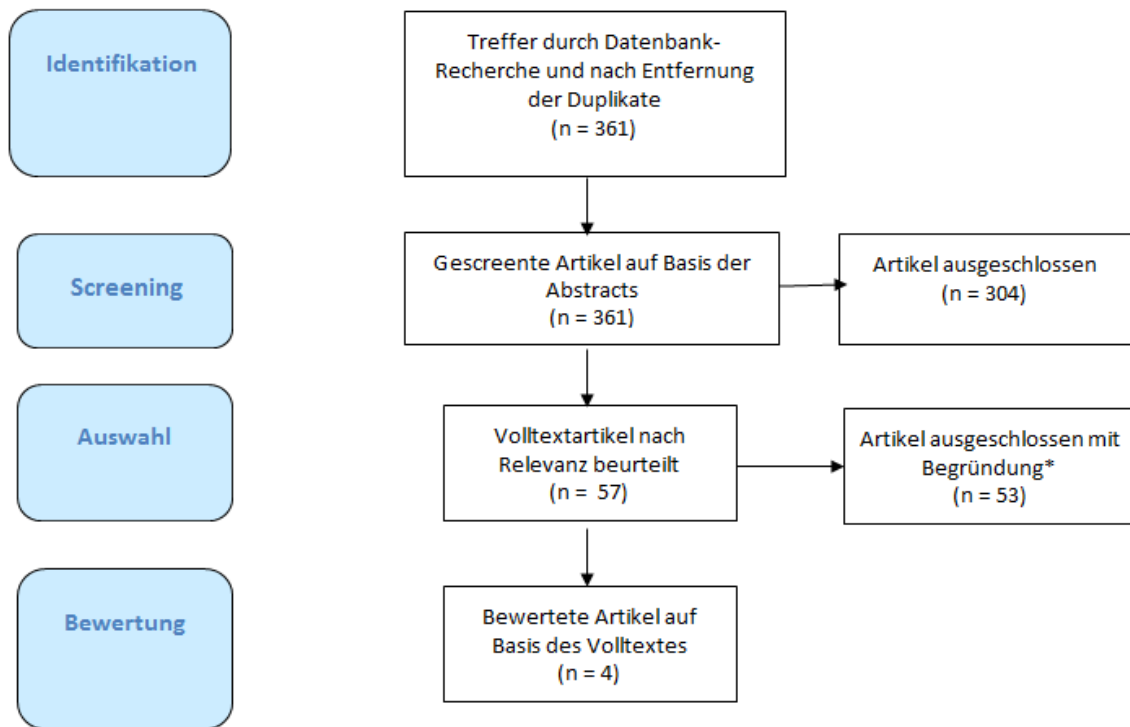 Identifikation
Treffer durch Datenbank-
Recherche und nach Entfernung
der Duplikate
(n = 361)
Screening
Gescreente Artikel auf Basis der
Abstracts
(n = 361)
Artikel ausgeschlossen
(n = 304)
Auswahl
Volltextartikel nach
Relevanz beurteilt
(n = 57)
Artikel ausgeschlossen mit
Begründung*
(n = 53)
Bewertung
Bewertete Artikel auf
Basis des Volltextes
(n = 4)